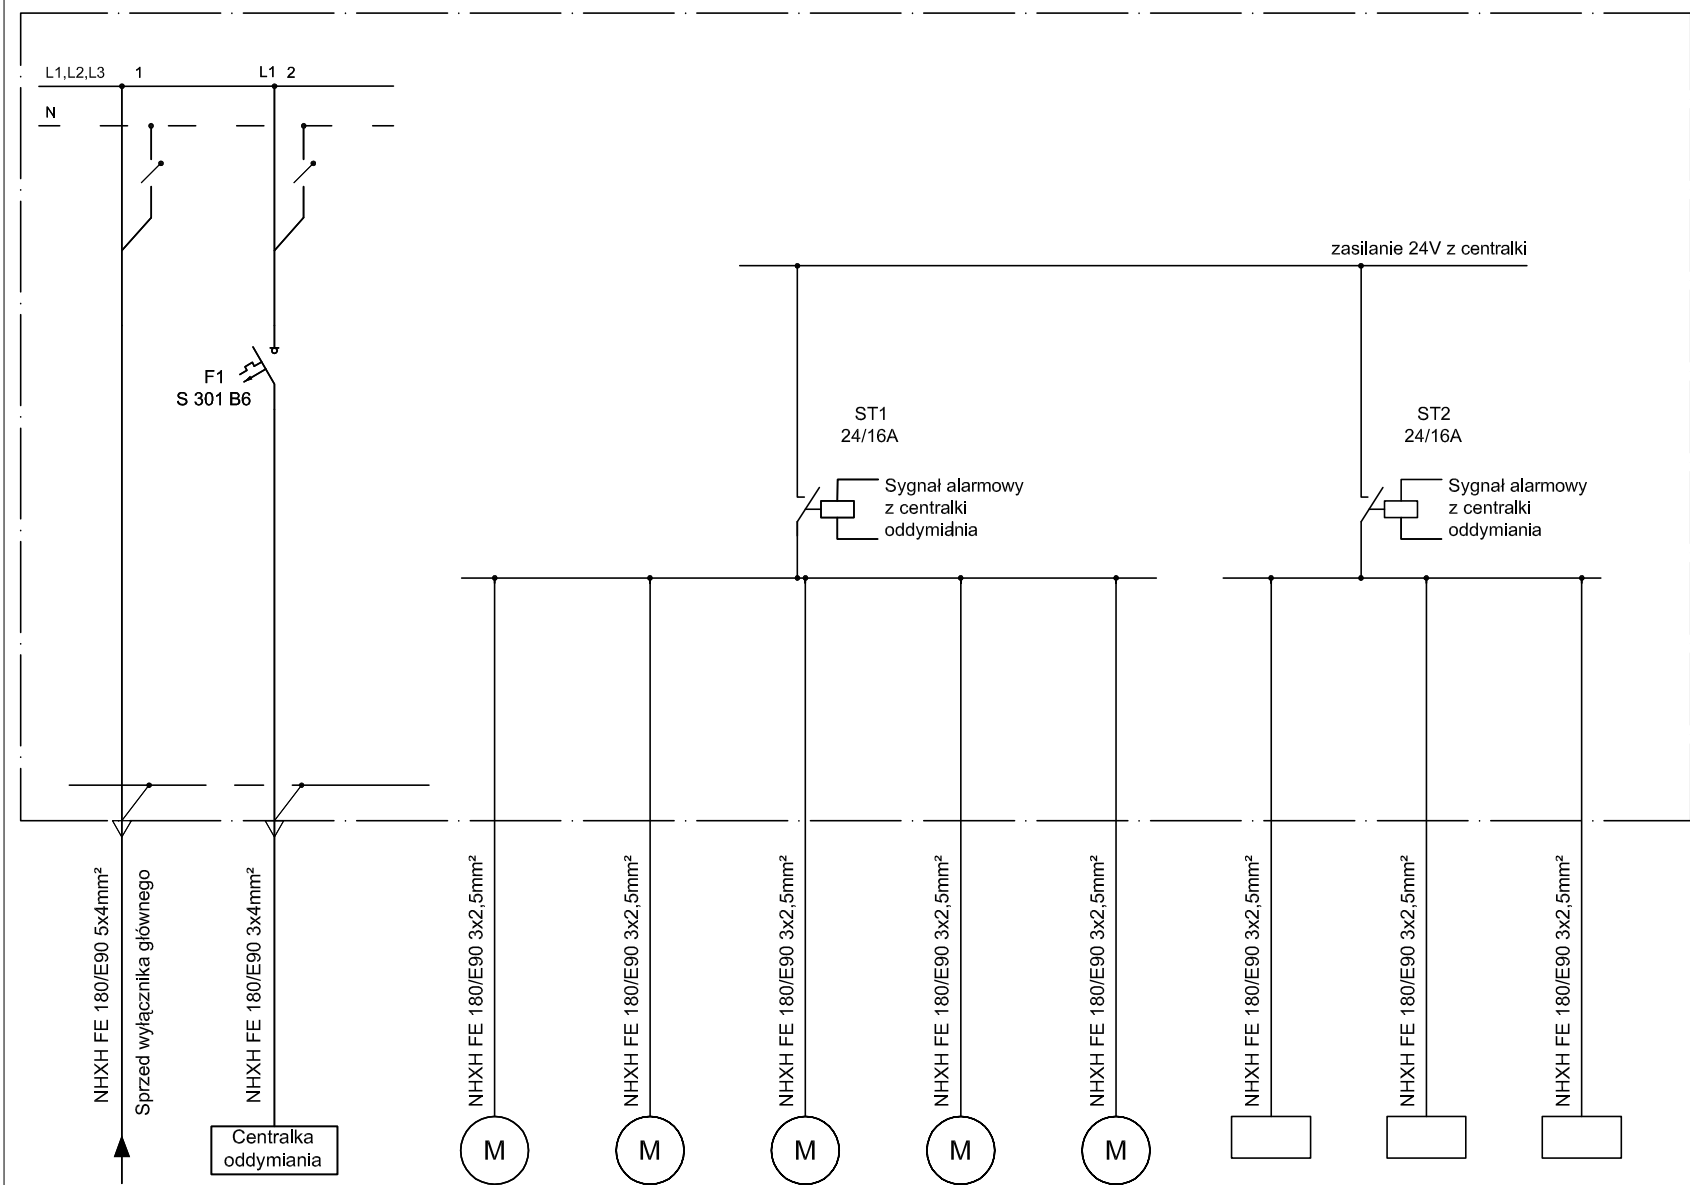 L1,L2,L3
1
L1
2
N
zasilanie 24V z centralki
F1
S 301 B6
ST1
24/16A
Sygnał alarmowy
z centralki
oddymiania
ST2
24/16A
Sygnał alarmowy
z centralki
oddymiania
NHXH FE 180/E90 5x4mm²
Sprzed wyłącznika głównego
NHXH FE 180/E90 3x4mm²
NHXH FE 180/E90 3x2,5mm²
NHXH FE 180/E90 3x2,5mm²
NHXH FE 180/E90 3x2,5mm²
NHXH FE 180/E90 3x2,5mm²
NHXH FE 180/E90 3x2,5mm²
NHXH FE 180/E90 3x2,5mm²
NHXH FE 180/E90 3x2,5mm²
NHXH FE 180/E90 3x2,5mm²
Centralka
oddymiania
M
M
M
M
M